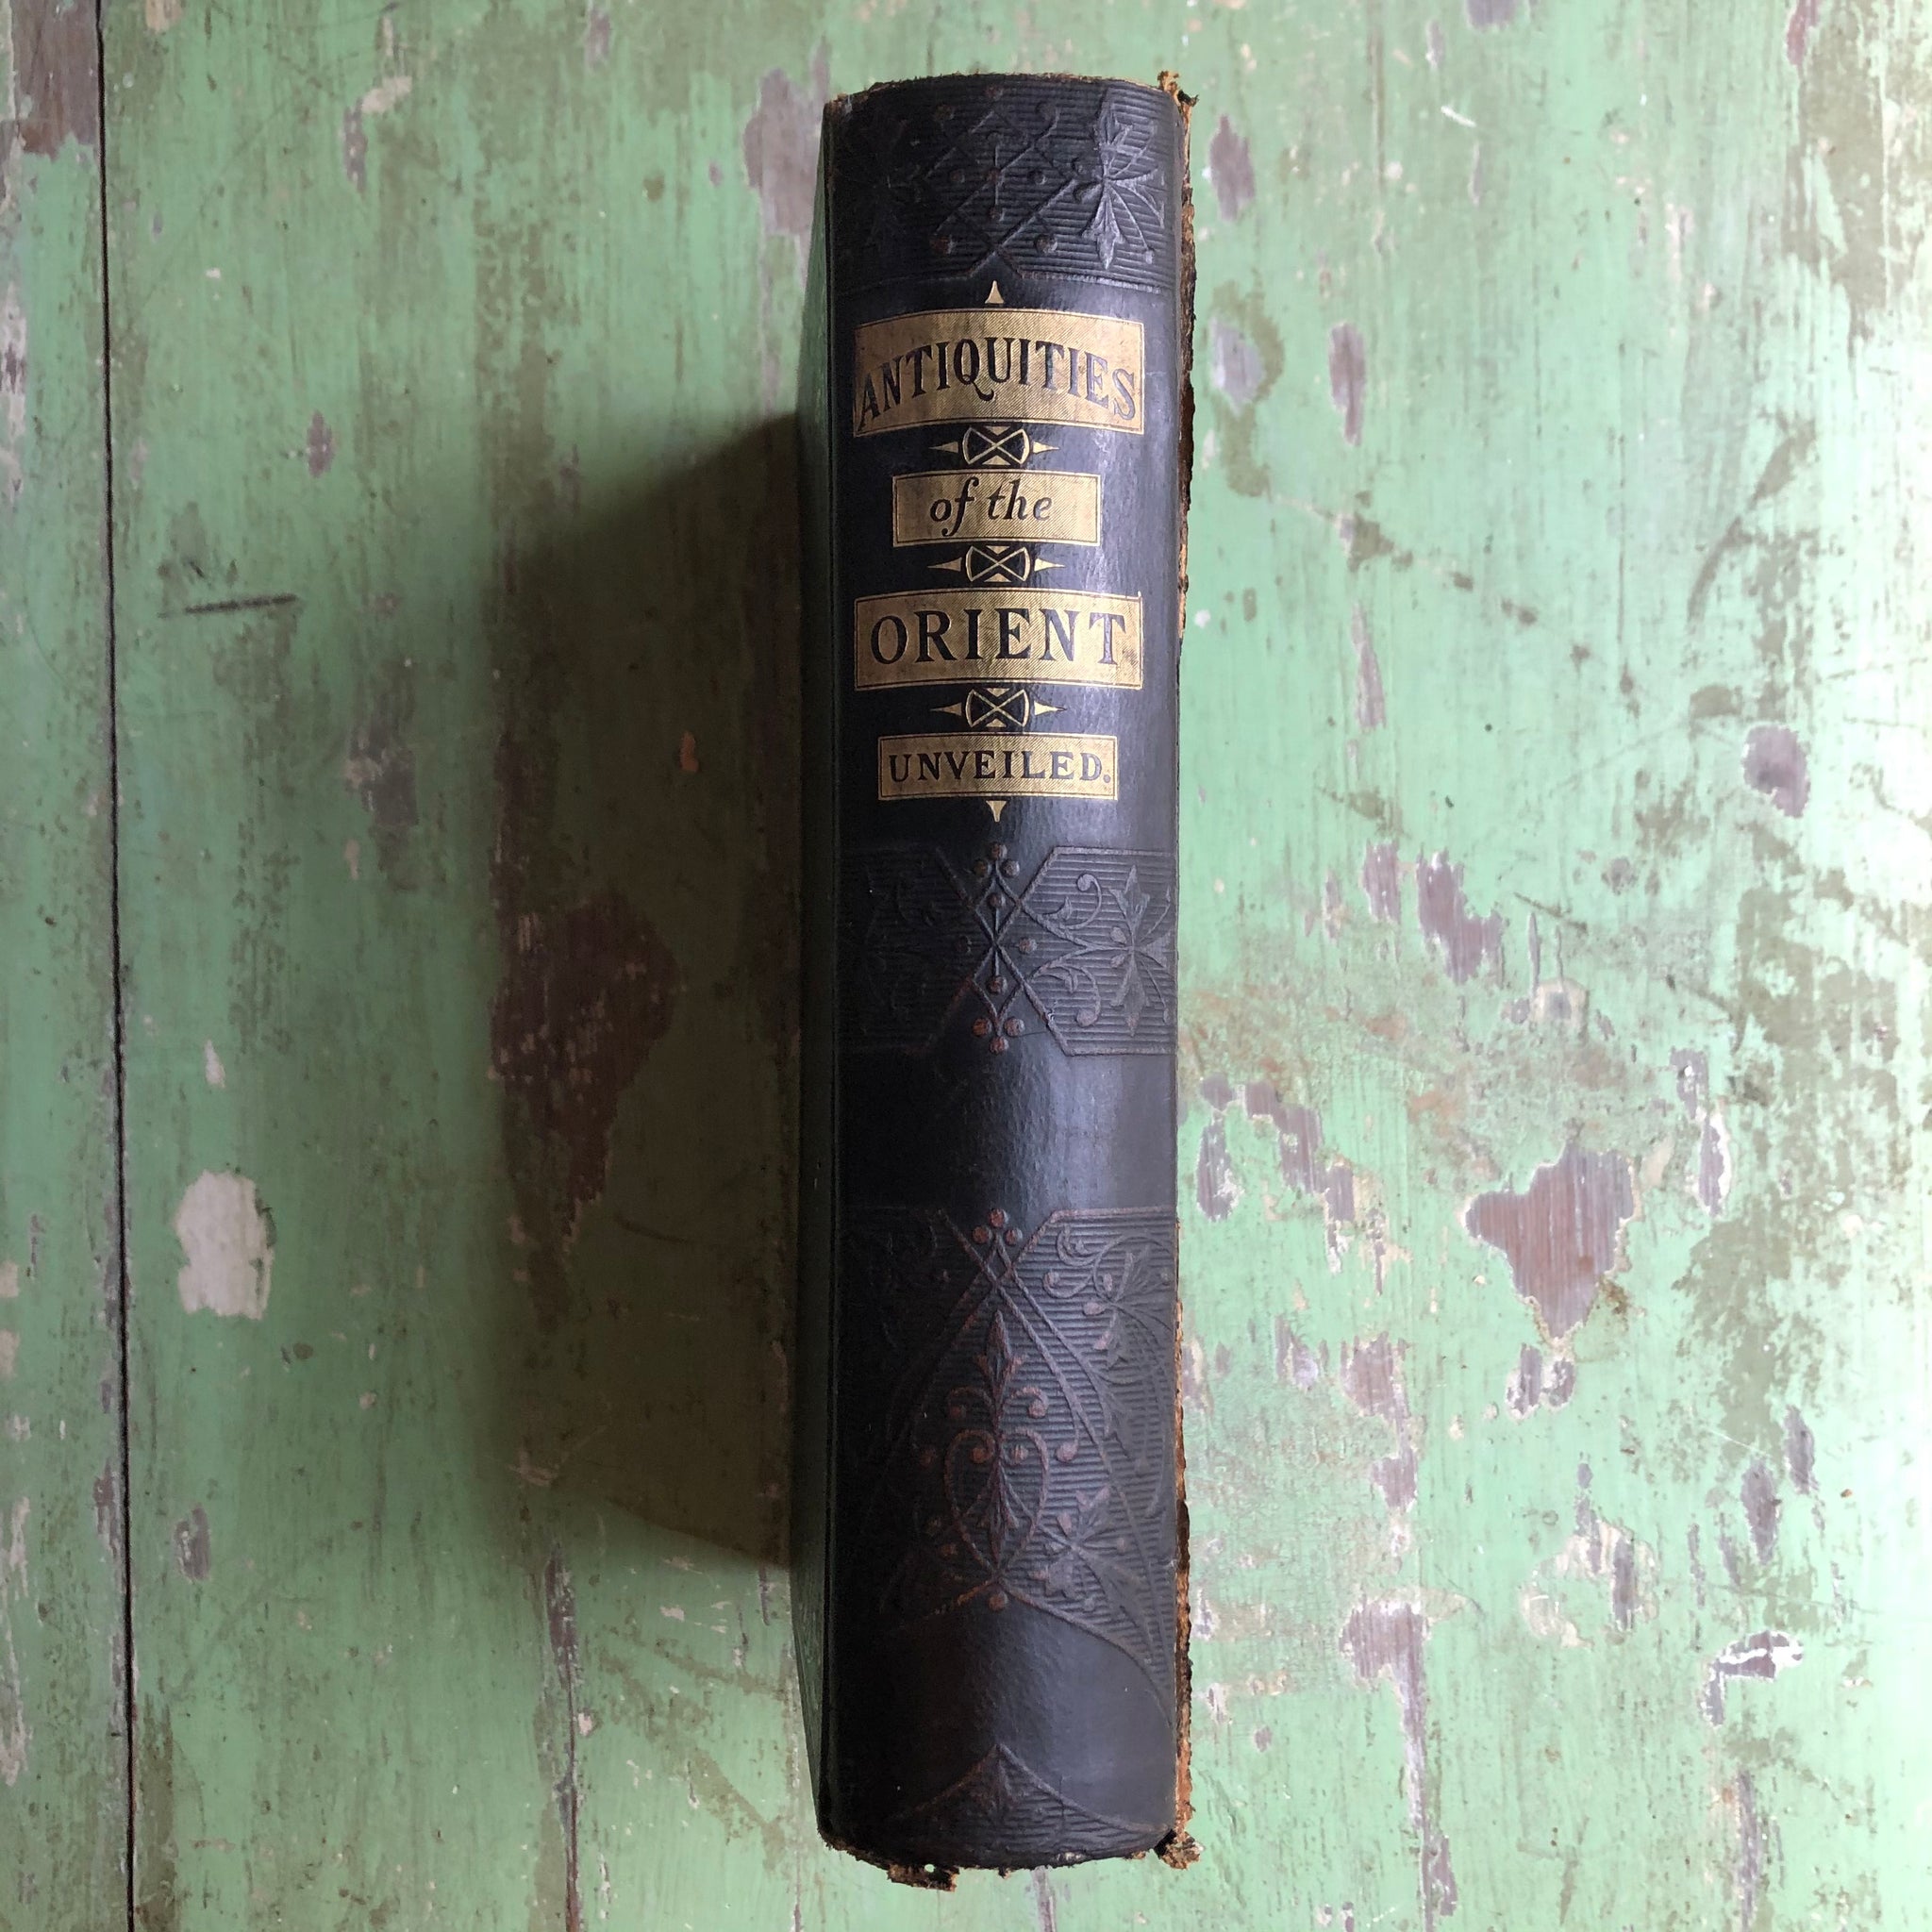 ANTIQUITIES
of the
ORIENT
UNVEILED.